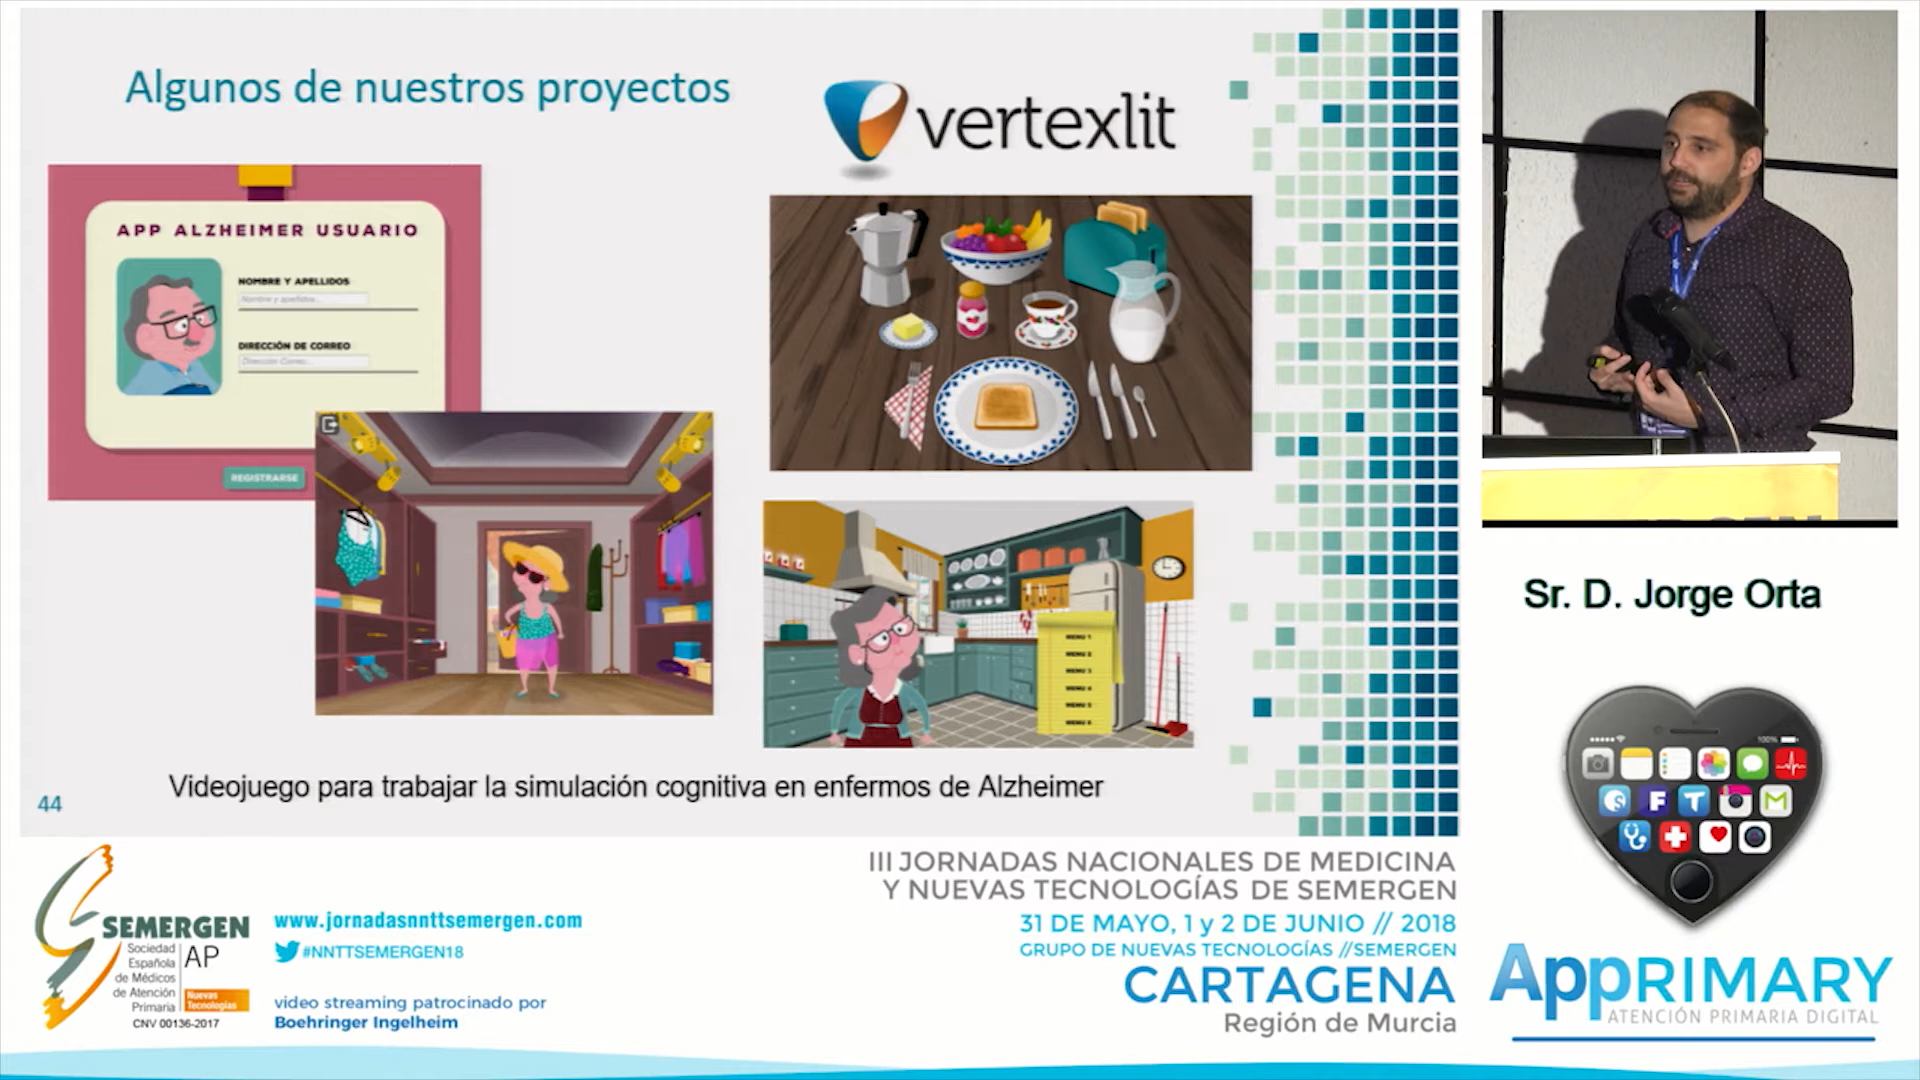 Algunos de nuestros proyectos
vertexlit
APP ALZHEIMER USUARIO
NOMBRE Y APELLIDOS
Nombre y apellidos...
DIRECCIÓN DE CORREO
Dirección Correo...
REGISTRARSE
MENU 1
MENU 2
MENU 3
MENU 4
MENU 5
MENU 6
Videojuego para trabajar la simulación cognitiva en enfermos de Alzheimer
44
Sr. D. Jorge Orta
100%
SEMERGEN
Sociedad
Española
de Médicos
de Atención
Primaria
AP
Nuevas
Tecnologías
CNV 00136-2017
www.jornadasnnttsemergen.com
#NNTTSEMERGEN18
video streaming patrocinado por
Boehringer Ingelheim
III JORNADAS NACIONALES DE MEDICINA
Y NUEVAS TECNOLOGÍAS DE SEMERGEN
31 DE MAYO, 1 y 2 DE JUNIO // 2018
GRUPO DE NUEVAS TECNOLOGÍAS //SEMERGEN
CARTAGENA
Región de Murcia
AppRIMARY
ATENCIÓN PRIMARIA DIGITAL